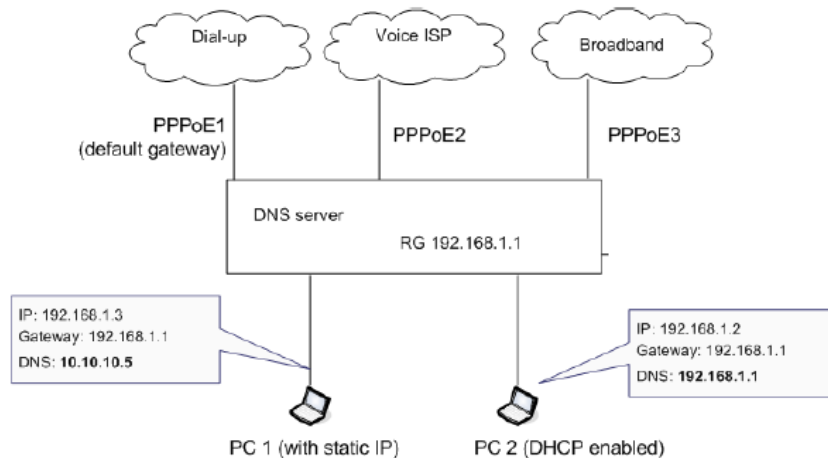 Dial-up
Voice ISP
Broadband
PPPoE1
(default gateway)
PPPoE2
PPPoE3
DNS server
RG 192.168.1.1
IP: 192.168.1.3
Gateway: 192.168.1.1
DNS: 10.10.10.5
IP: 192.168.1.2
Gateway: 192.168.1.1
DNS: 192.168.1.1
PC 1 (with static IP)
PC 2 (DHCP enabled)